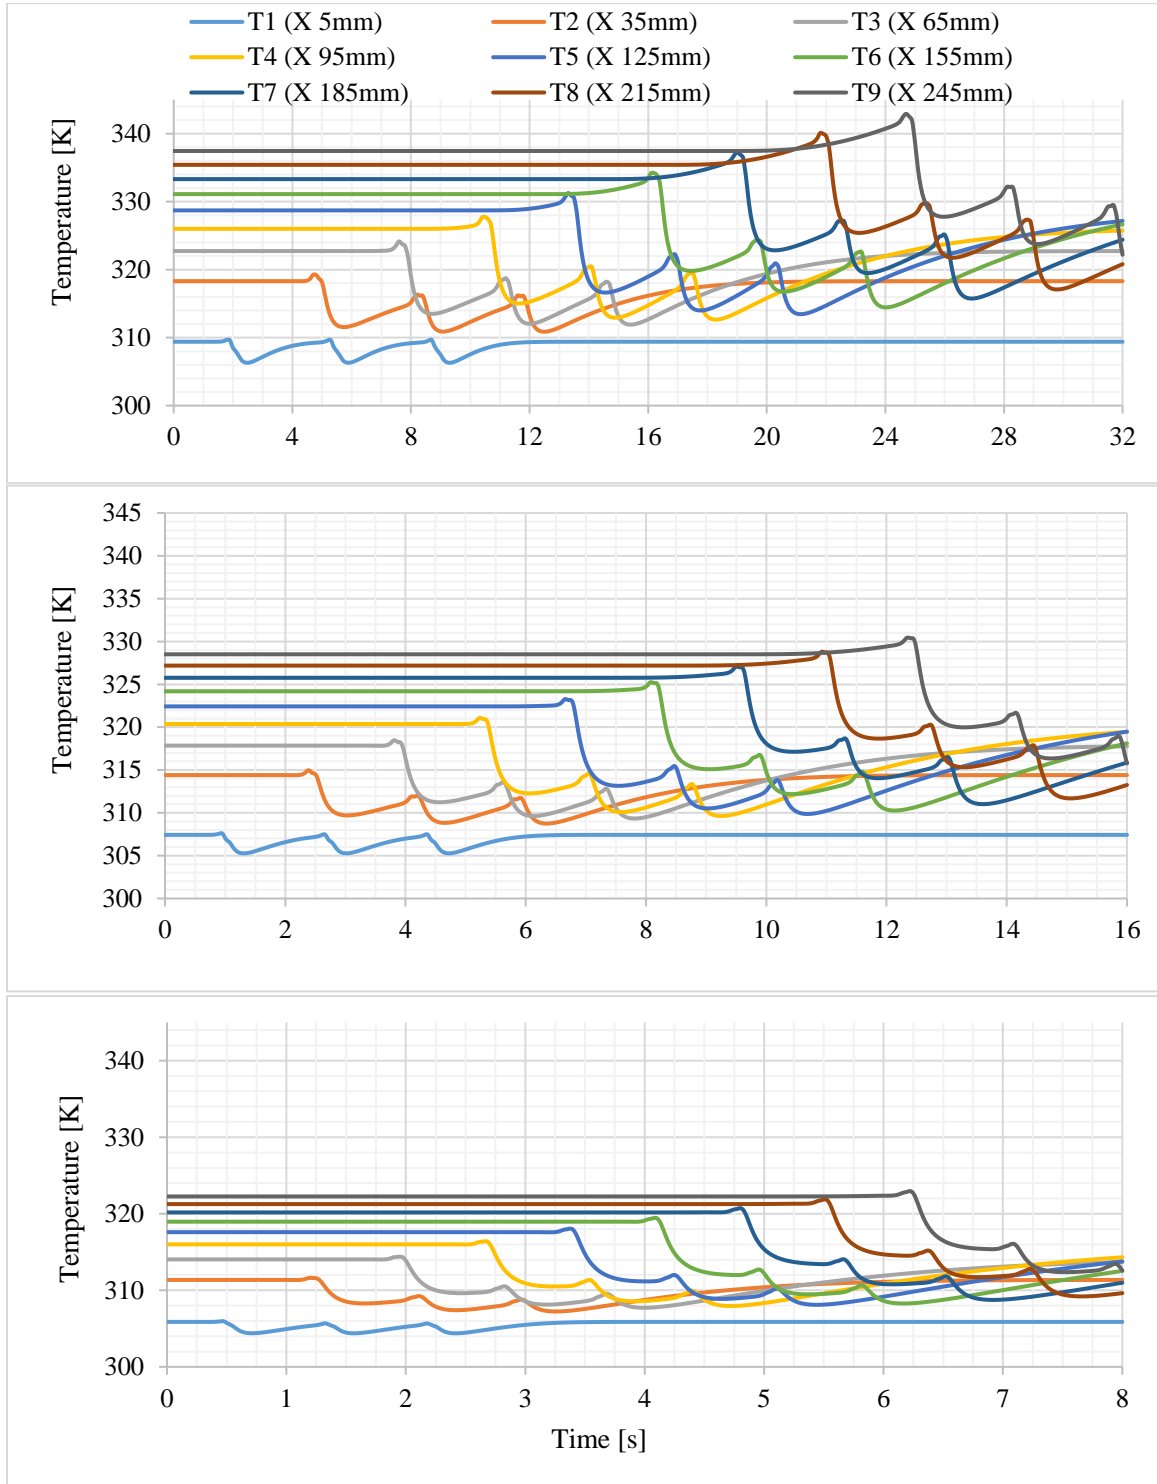 T1 (X 5mm) T2 (X 35mm) T3 (X 65mm)
T4 (X 95mm) T5 (X 125mm) T6 (X 155mm)
T7 (X 185mm) T8 (X 215mm) T9 (X 245mm)
Temperature [K]
340
330
320
310
300
0 4 8 12 16 20 24 28 32
Temperature [K]
345
340
335
330
325
320
315
310
305
300
0 2 4 6 8 10 12 14 16
Temperature [K]
340
330
320
310
300
0 1 2 3 4 5 6 7 8
Time [s]